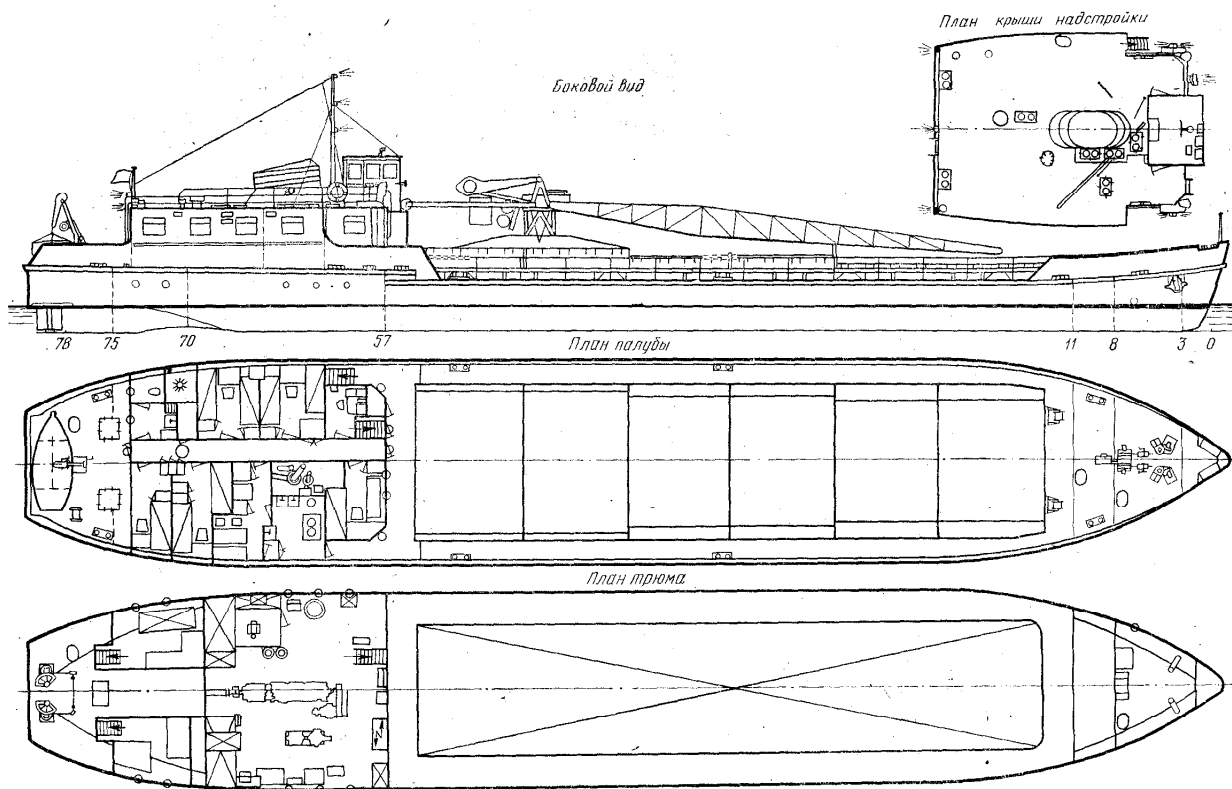 План крыши надстройки
Боковой вид
78 75 70 57 11 8 3 0
План палубы
План трюма